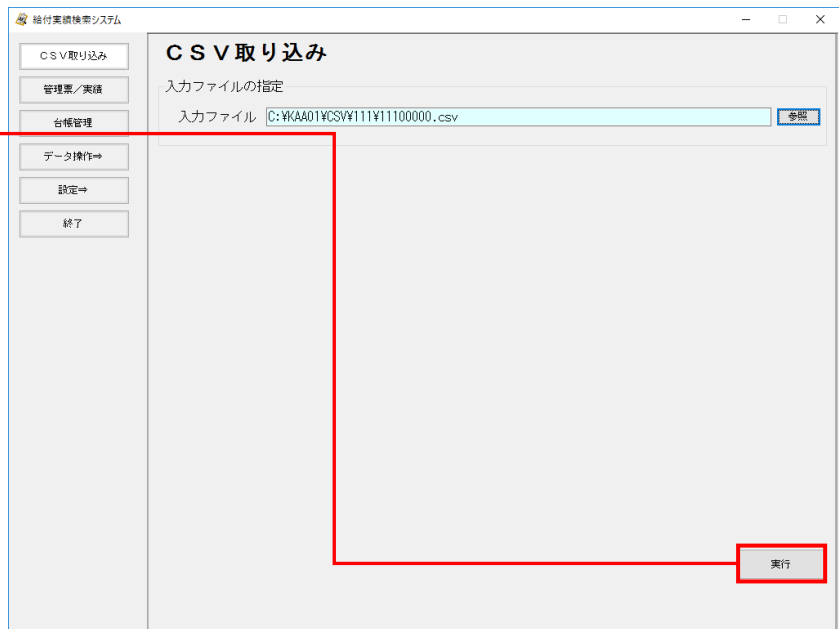 給付実績検索システム
ＣＳＶ取り込み
管理票／実績
台帳管理
データ操作⇒
設定⇒
終了
ＣＳＶ取り込み
入力ファイルの指定
入力ファイル C:¥KAA01¥CSV¥111¥11100000.csv 参照
実行